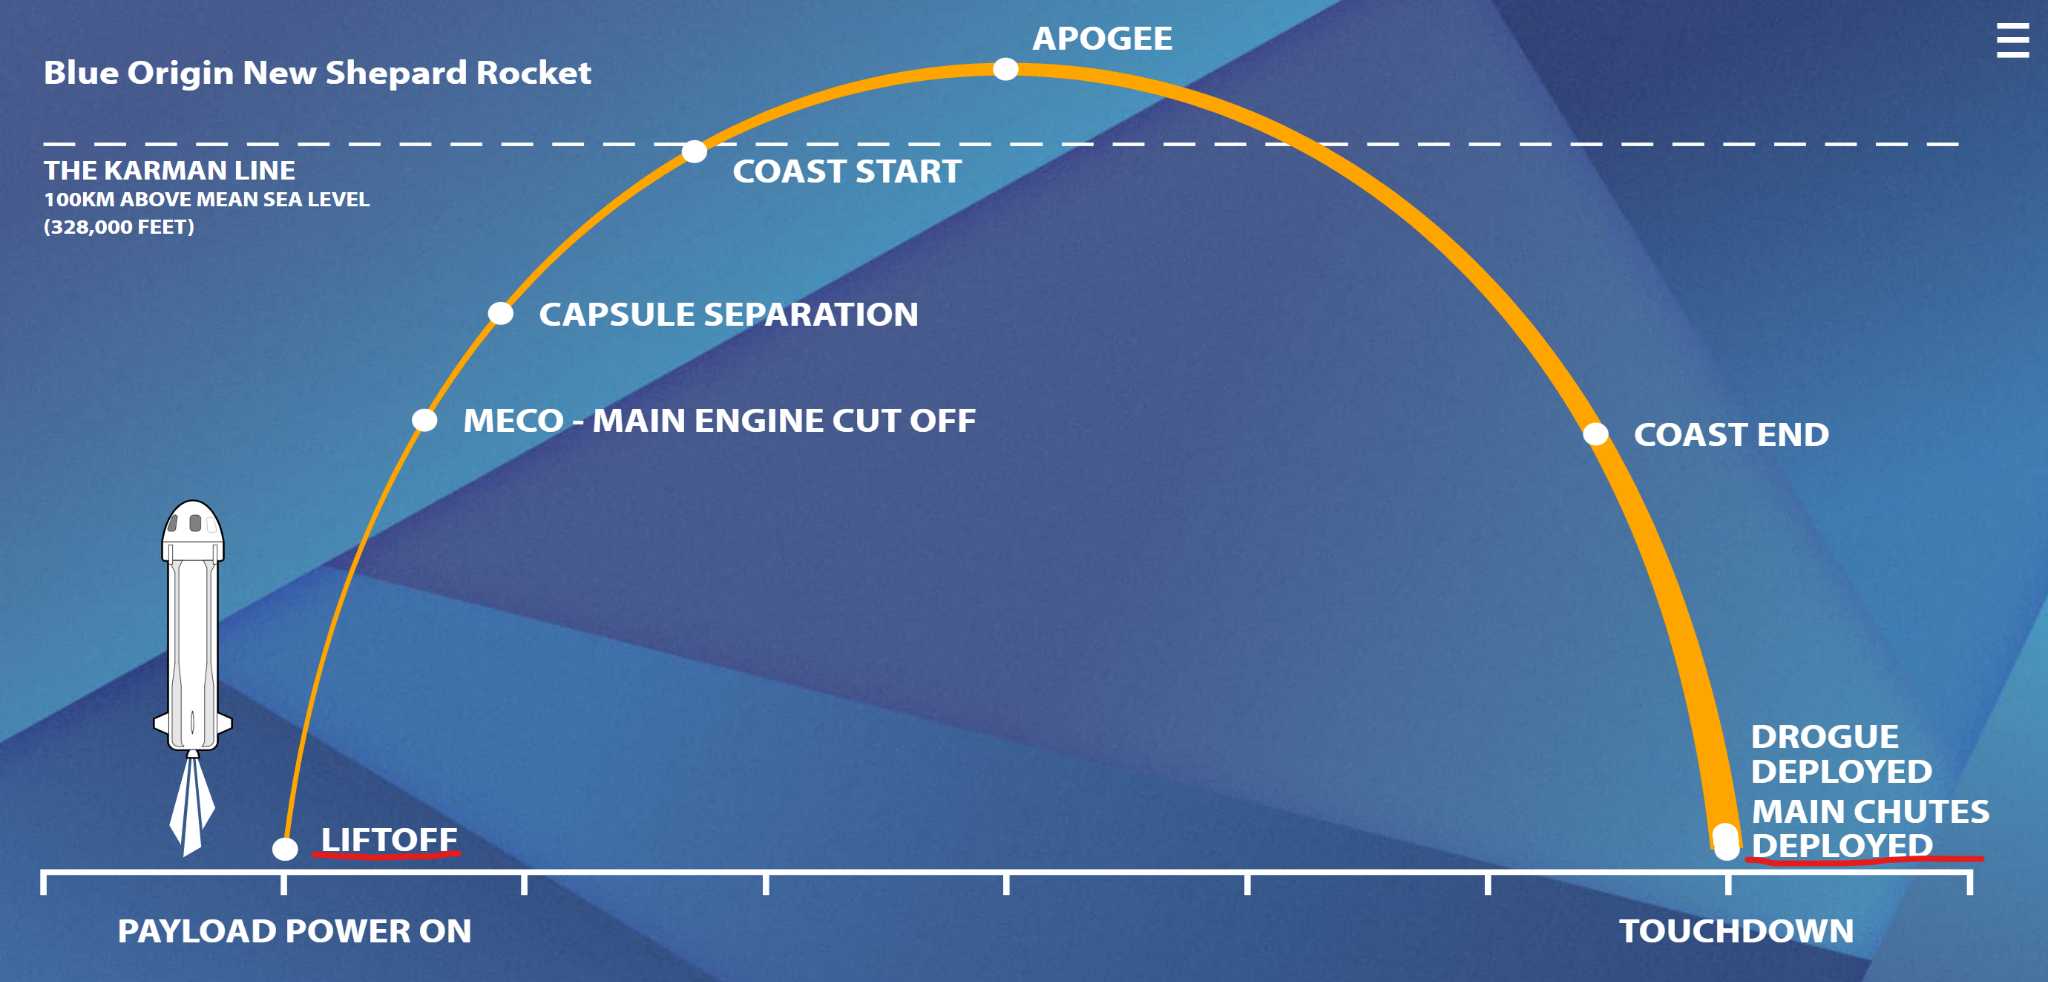 Blue Origin New Shepard Rocket
APOGEE
THE KARMAN LINE
100KM ABOVE MEAN SEA LEVEL
(328,000 FEET)
COAST START
CAPSULE SEPARATION
MECO - MAIN ENGINE CUT OFF
COAST END
DROGUE
DEPLOYED
MAIN CHUTES
DEPLOYED
LIFTOFF
PAYLOAD POWER ON
TOUCHDOWN